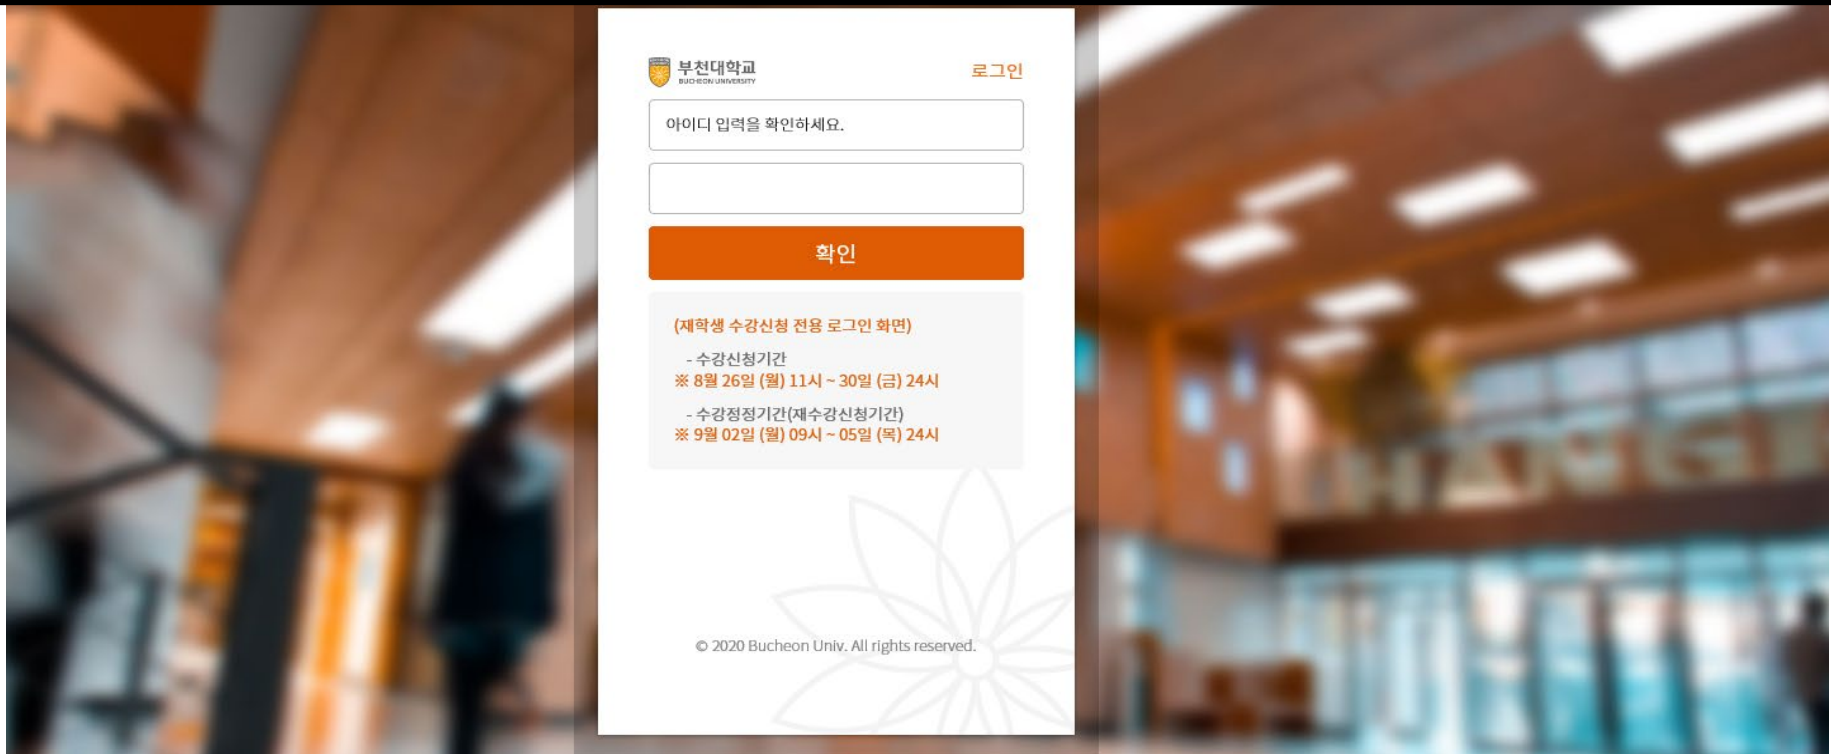 부천대학교
BUCHEON UNIVERSITY
로그인
아이디 입력을 확인하세요.
확인
(재학생 수강신청 전용 로그인 화면)
- 수강신청기간
※ 8월 26일 (월) 11시 ~ 30일 (금) 24시
- 수강정정기간(재수강신청기간)
※ 9월 02일 (월) 09시 ~ 05일 (목) 24시
© 2020 Bucheon Univ. All rights reserved.